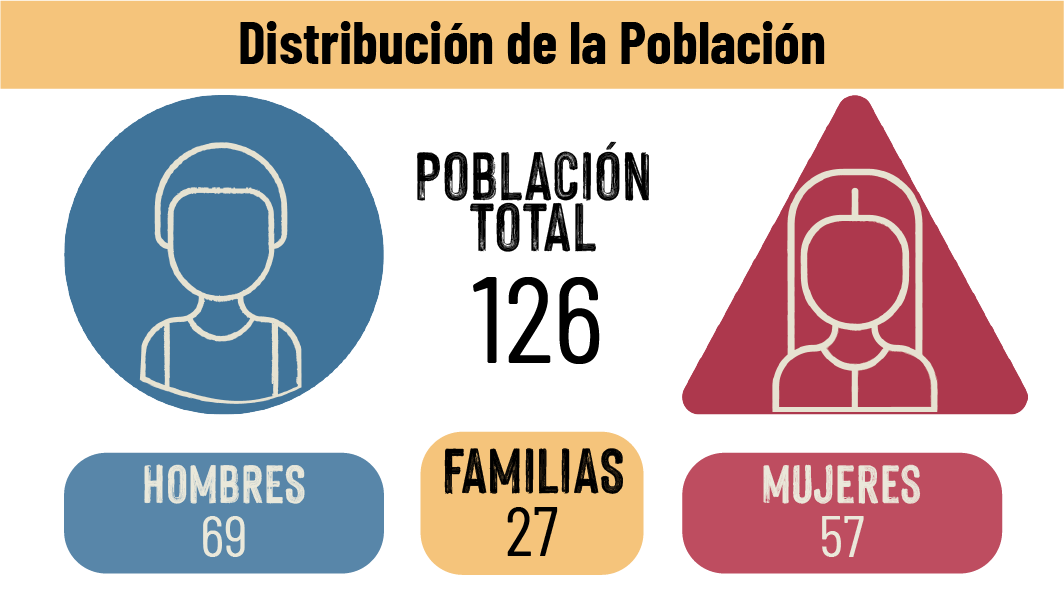 Distribución de la Población
POBLACIÓN
TOTAL
126
HOMBRES
69
FAMILIAS
27
MUJERES
57